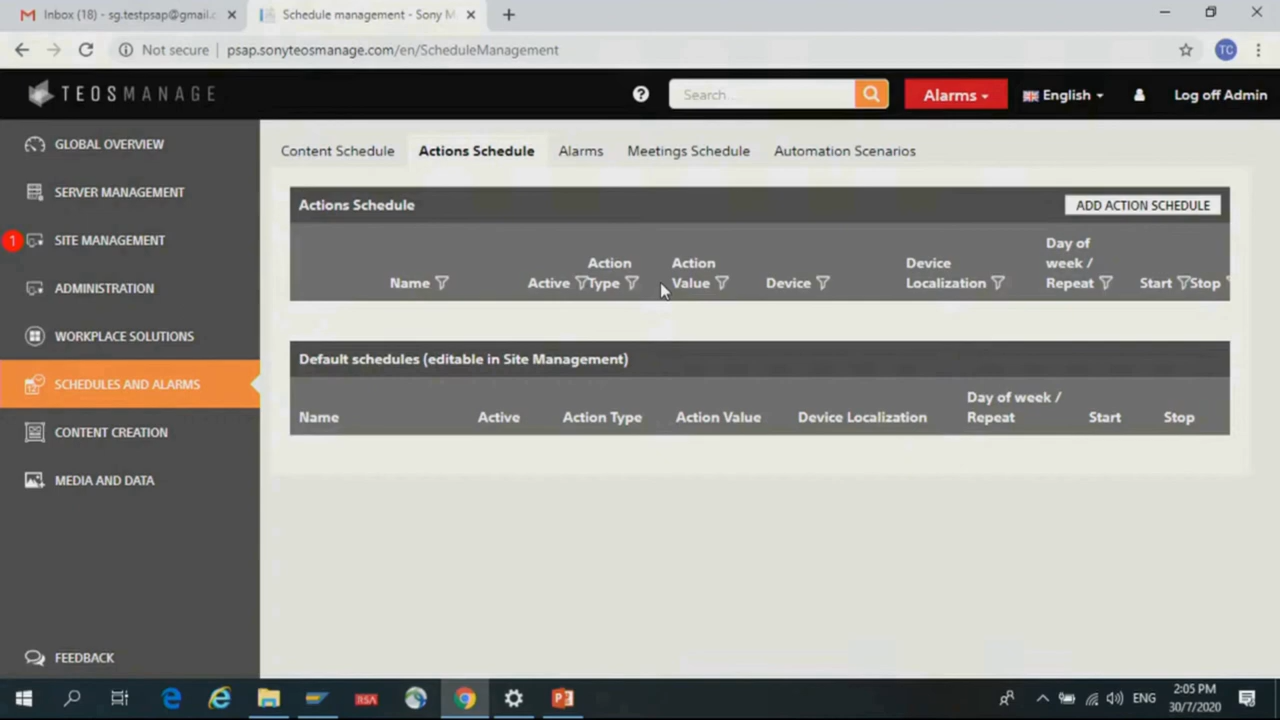 Inbox (18) - sg.testpsap@gmail.c
Schedule management - Sony M
Not secure
psap.sonyteosmanage.com/en/ScheduleManagement
TC
TEOSMANAGE
Search...
Alarms
English
Log off Admin
GLOBAL OVERVIEW
SERVER MANAGEMENT
1
SITE MANAGEMENT
ADMINISTRATION
WORKPLACE SOLUTIONS
SCHEDULES AND ALARMS
CONTENT CREATION
MEDIA AND DATA
FEEDBACK
Content Schedule
Actions Schedule
Alarms
Meetings Schedule
Automation Scenarios
Actions Schedule
ADD ACTION SCHEDULE
Name
Active
Action
Type
Action
Value
Device
Device
Localization
Day of
week /
Repeat
Start
Stop
Default schedules (editable in Site Management)
Name
Active
Action Type
Action Value
Device Localization
Day of week /
Repeat
Start
Stop
RSA
ENG
2:05 PM
30/7/2020